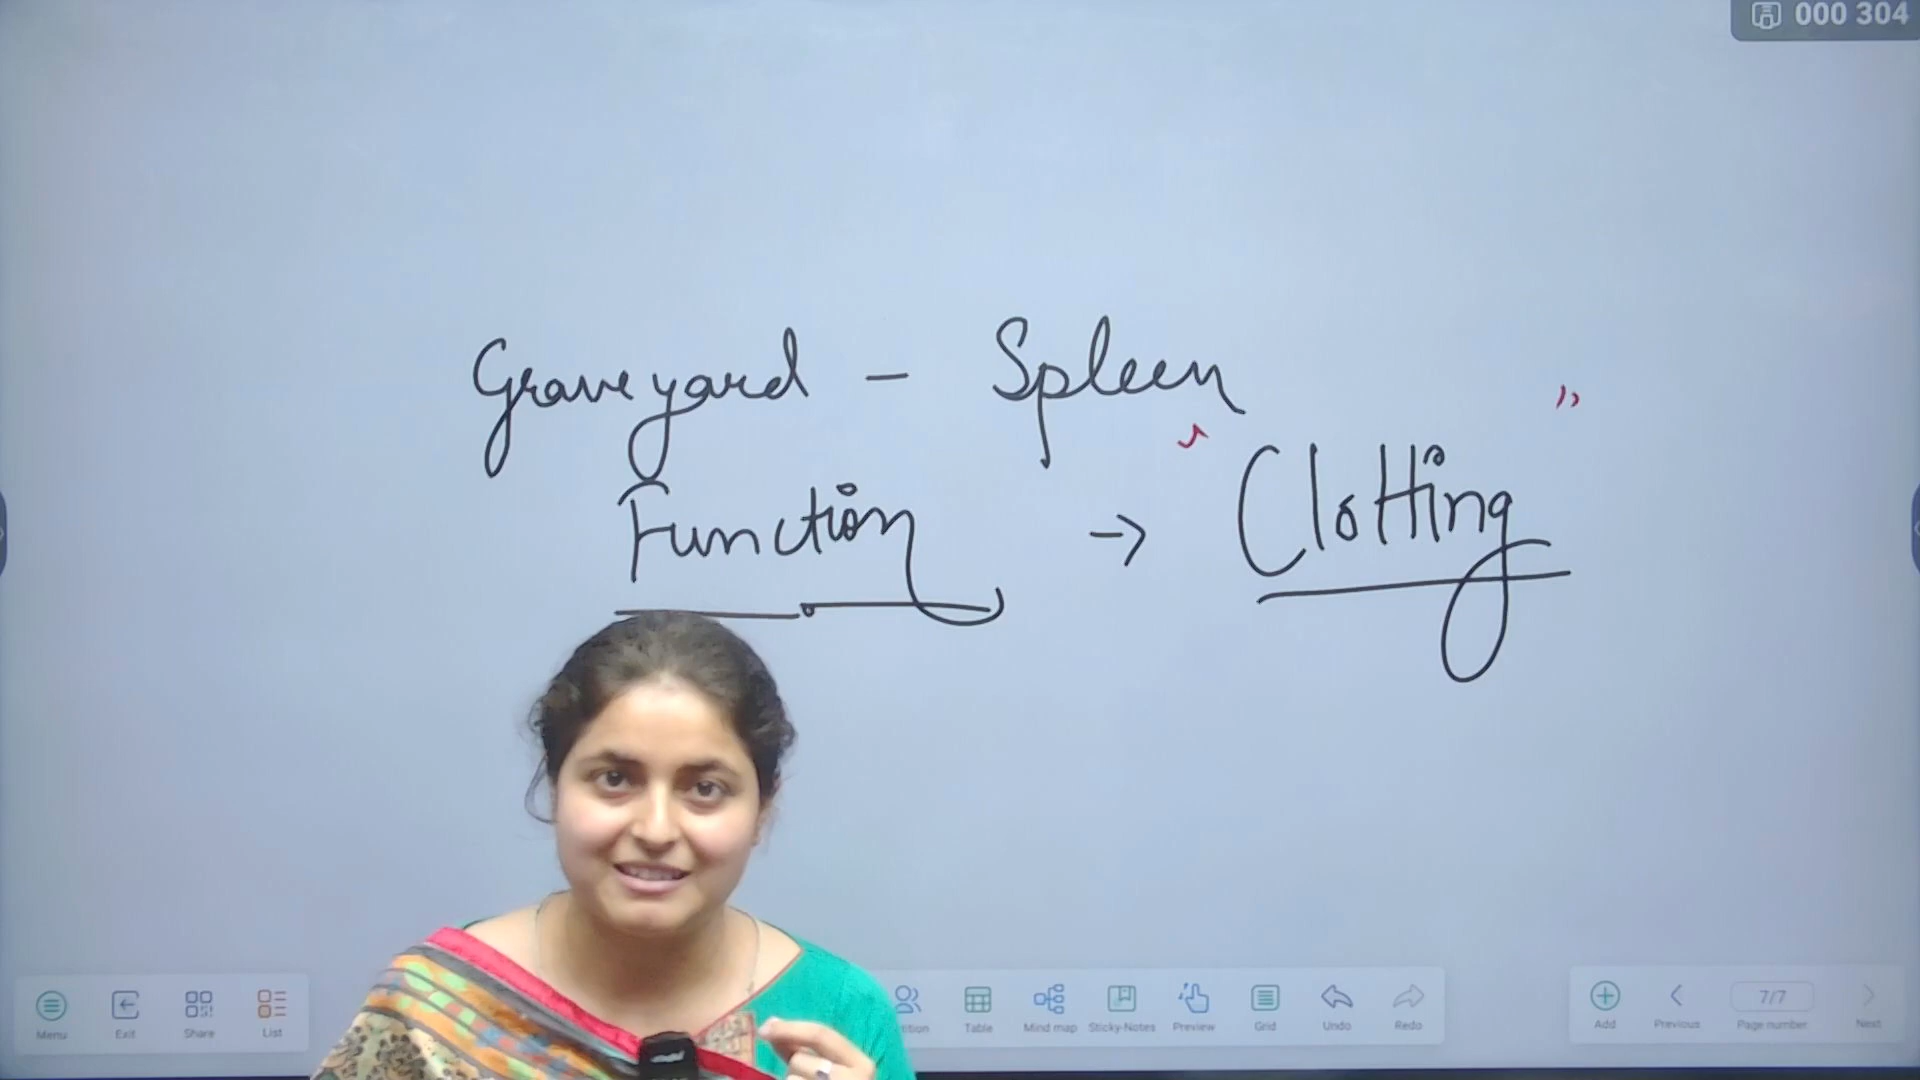 000 304
Graveyard - Spleen
Function → "Clotting"
Menu Exit Share List Table Mind map Sticky-Notes Preview Grid Undo Redo Add Previous 7/7 Page number Next